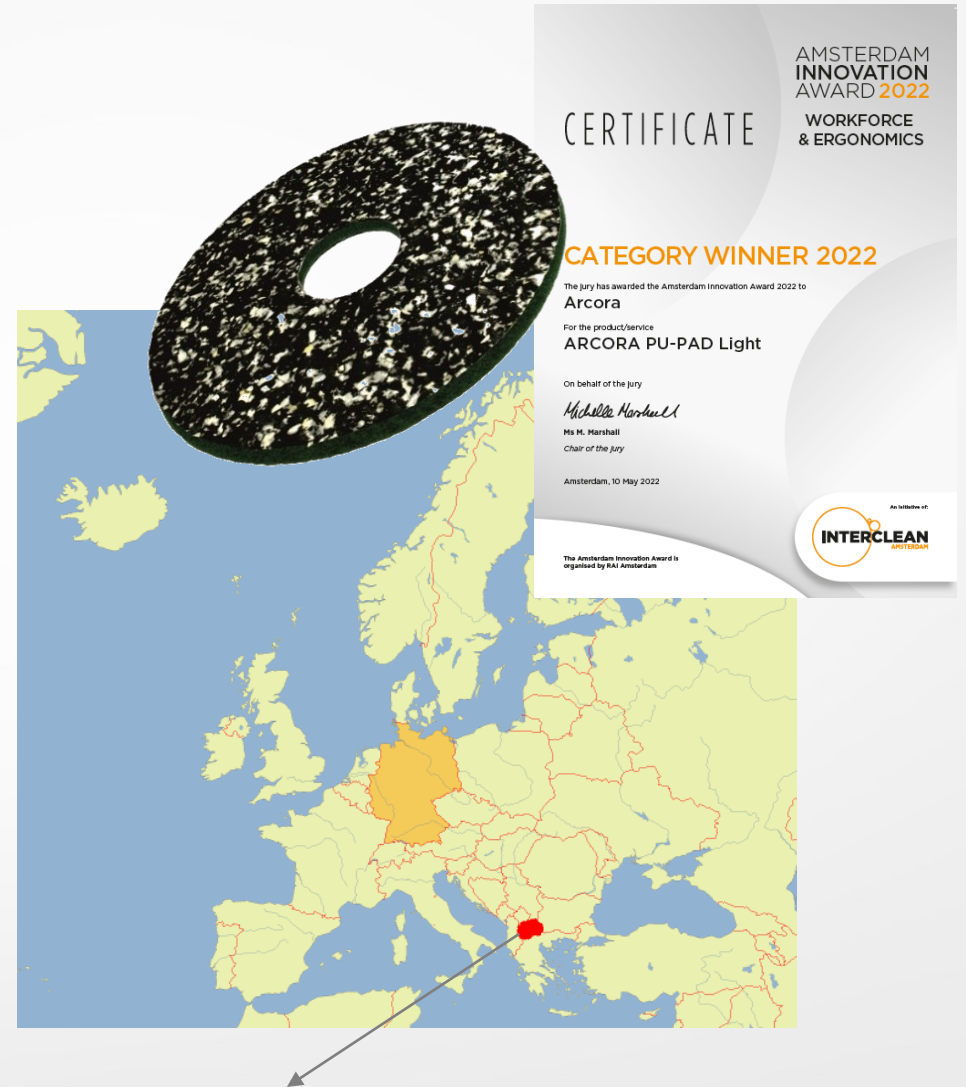 AMSTERDAM
INNOVATION
AWARD 2022
WORKFORCE
& ERGONOMICS
CERTIFICATE
CATEGORY WINNER 2022
The jury has awarded the Amsterdam Innovation Award 2022 to
Arcora
For the product/service
ARCORA PU-PAD Light
On behalf of the jury
Michelle Marshall
Ms M. Marshall
Chair of the jury
Amsterdam, 10 May 2022
An initiative of:
INTERCLEAN
AMSTERDAM
The Amsterdam Innovation Award is
organised by RAI Amsterdam